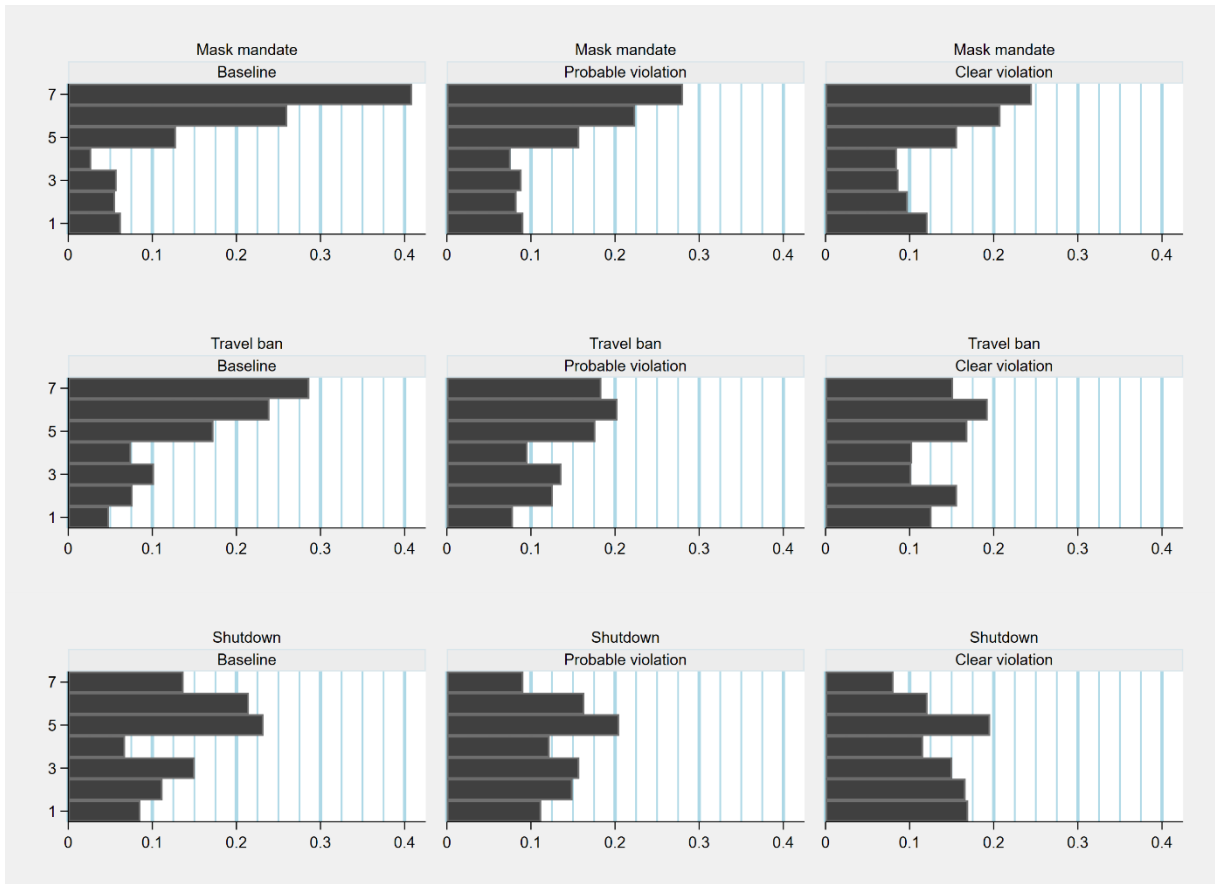 Mask mandate Mask mandate Mask mandate
Baseline Probable violation Clear violation
7
5
3
1
0 0.1 0.2 0.3 0.4 0 0.1 0.2 0.3 0.4 0 0.1 0.2 0.3 0.4
Travel ban Travel ban Travel ban
Baseline Probable violation Clear violation
7
5
3
1
0 0.1 0.2 0.3 0.4 0 0.1 0.2 0.3 0.4 0 0.1 0.2 0.3 0.4
Shutdown Shutdown Shutdown
Baseline Probable violation Clear violation
7
5
3
1
0 0.1 0.2 0.3 0.4 0 0.1 0.2 0.3 0.4 0 0.1 0.2 0.3 0.4